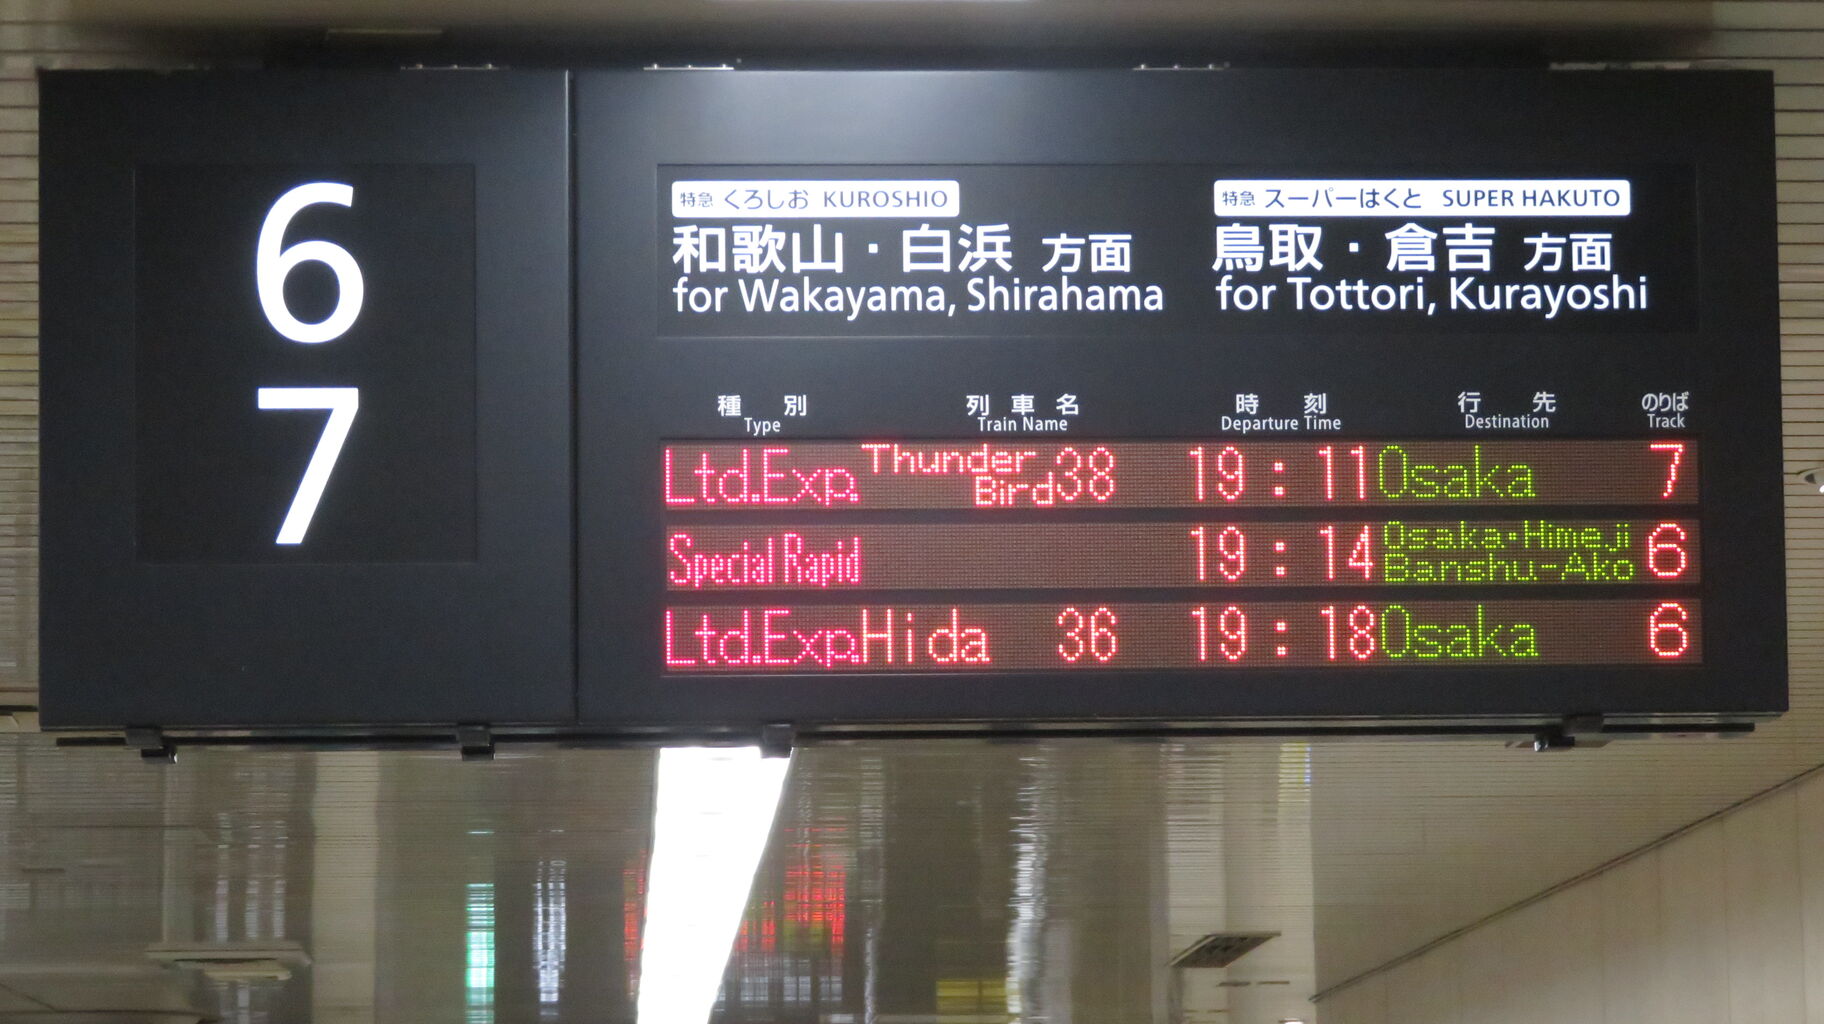 6
7
特急 くろしお KUROSHIO
和歌山・白浜 方面
for Wakayama, Shirahama
特急 スーパーはくと SUPER HAKUTO
鳥取・倉吉 方面
for Tottori, Kurayoshi
種別 列車名 時刻 行先 のりば
Type Train Name Departure Time Destination Track
Ltd.Exp. Thunder Bird 38 19:11 Osaka 7
Special Rapid 19:14 Osaka・Himeji Banshu-Ako 6
Ltd.Exp. Hida 36 19:18 Osaka 6